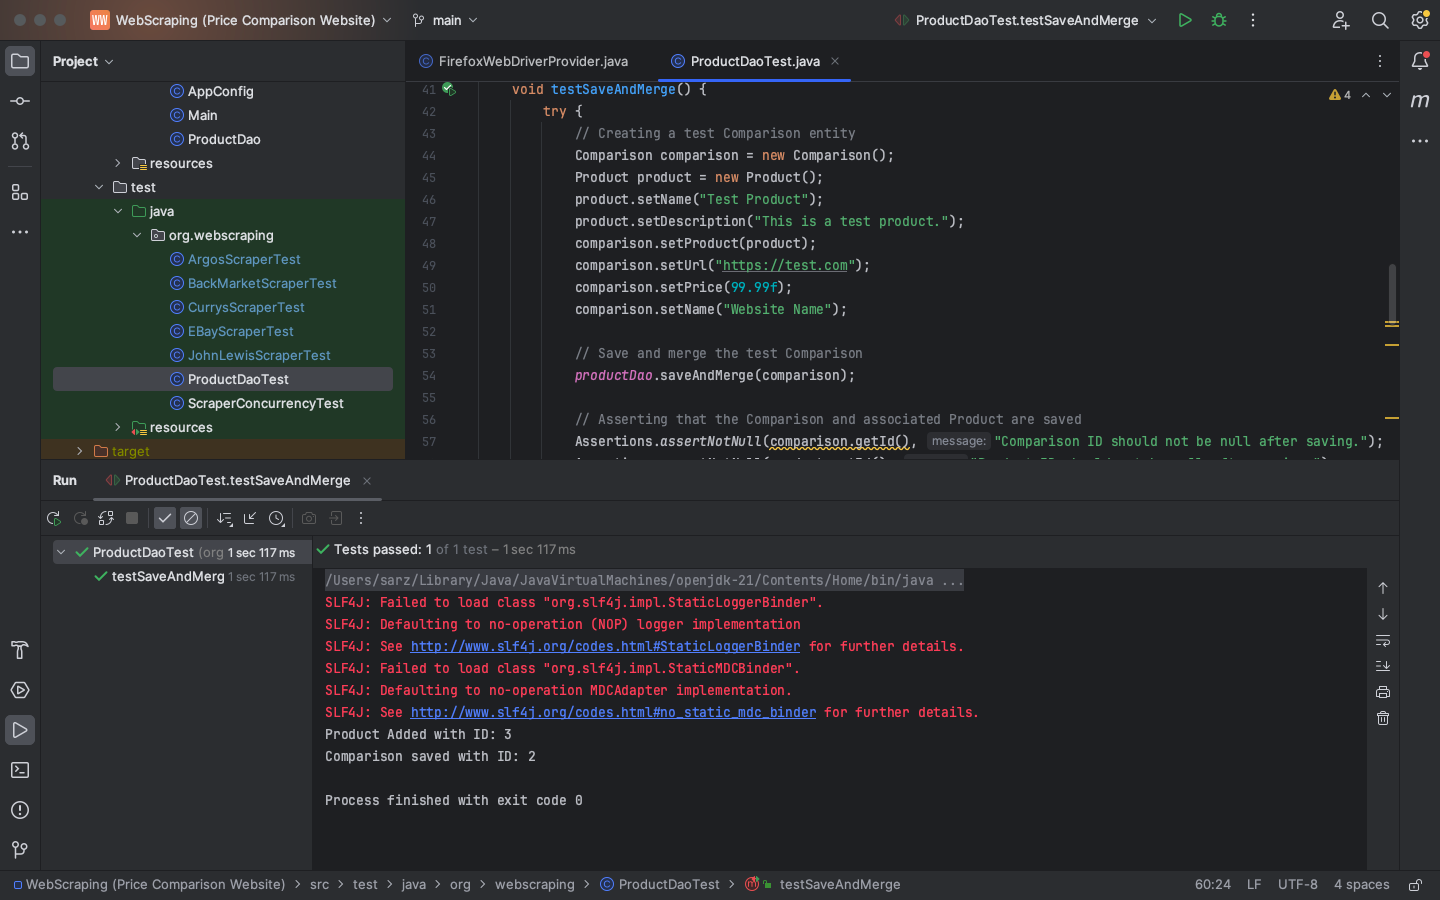 WW WebScraping (Price Comparison Website) main ProductDaoTest.testSaveAndMerge
Project
AppConfig
Main
ProductDao
resources
test
java
org.webscraping
ArgosScraperTest
BackMarketScraperTest
CurrysScraperTest
EBayScraperTest
JohnLewisScraperTest
ProductDaoTest
ScraperConcurrencyTest
resources
target
FirefoxWebDriverProvider.java ProductDaoTest.java
4
41 void testSaveAndMerge() {
42 try {
43 // Creating a test Comparison entity
44 Comparison comparison = new Comparison();
45 Product product = new Product();
46 product.setName("Test Product");
47 product.setDescription("This is a test product.");
48 comparison.setProduct(product);
49 comparison.setUrl("https://test.com");
50 comparison.setPrice(99.99f);
51 comparison.setName("Website Name");
52
53 // Save and merge the test Comparison
54 productDao.saveAndMerge(comparison);
55
56 // Asserting that the Comparison and associated Product are saved
57 Assertions.assertNotNull(comparison.getId(), message: "Comparison ID should not be null after saving.");
Run ProductDaoTest.testSaveAndMerge
ProductDaoTest (org 1 sec 117 ms
testSaveAndMerg 1 sec 117 ms
Tests passed: 1 of 1 test – 1 sec 117 ms
/Users/sarz/Library/Java/JavaVirtualMachines/openjdk-21/Contents/Home/bin/java ...
SLF4J: Failed to load class "org.slf4j.impl.StaticLoggerBinder".
SLF4J: Defaulting to no-operation (NOP) logger implementation
SLF4J: See http://www.slf4j.org/codes.html#StaticLoggerBinder for further details.
SLF4J: Failed to load class "org.slf4j.impl.StaticMDCBinder".
SLF4J: Defaulting to no-operation MDCAdapter implementation.
SLF4J: See http://www.slf4j.org/codes.html#no_static_mdc_binder for further details.
Product Added with ID: 3
Comparison saved with ID: 2
Process finished with exit code 0
WebScraping (Price Comparison Website) src test java org webscraping ProductDaoTest testSaveAndMerge 60:24 LF UTF-8 4 spaces